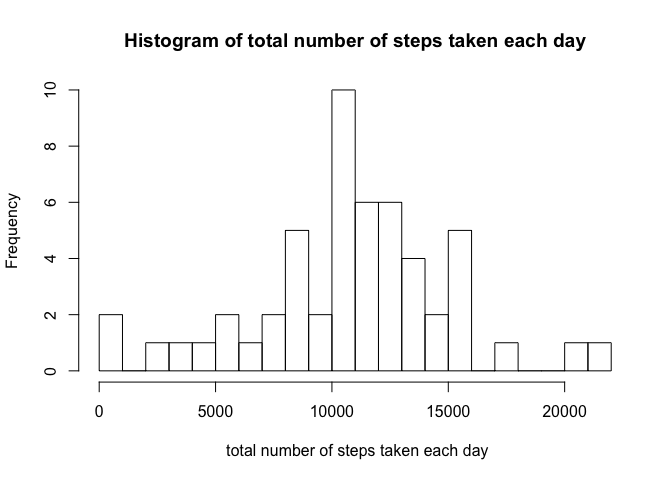 Histogram of total number of steps taken each day
Frequency
10
8
6
4
2
0
0 5000 10000 15000 20000
total number of steps taken each day